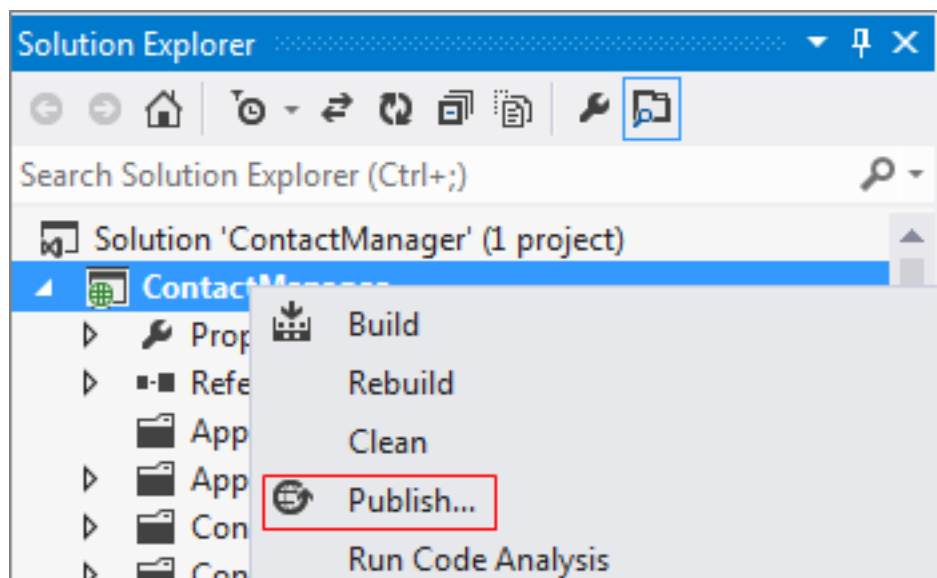 Solution Explorer
Search Solution Explorer (Ctrl+;)
Solution 'ContactManager' (1 project)
Build
Rebuild
Clean
Publish...
Run Code Analysis